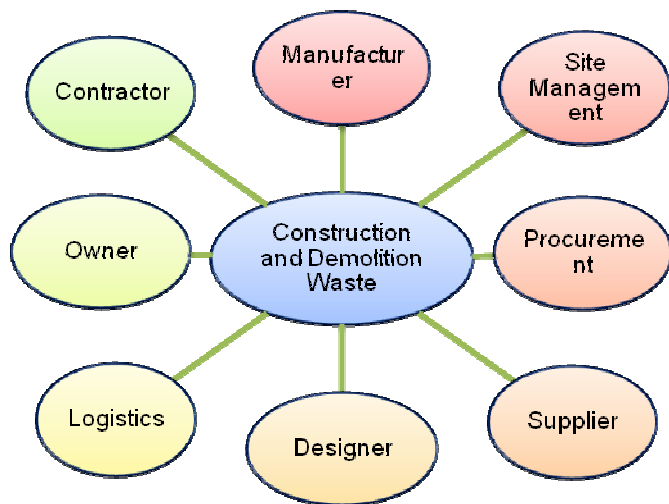 Manufactur
er
Site
Managem
ent
Contractor
Construction
and Demolition
Waste
Owner
Procureme
nt
Logistics
Designer
Supplier